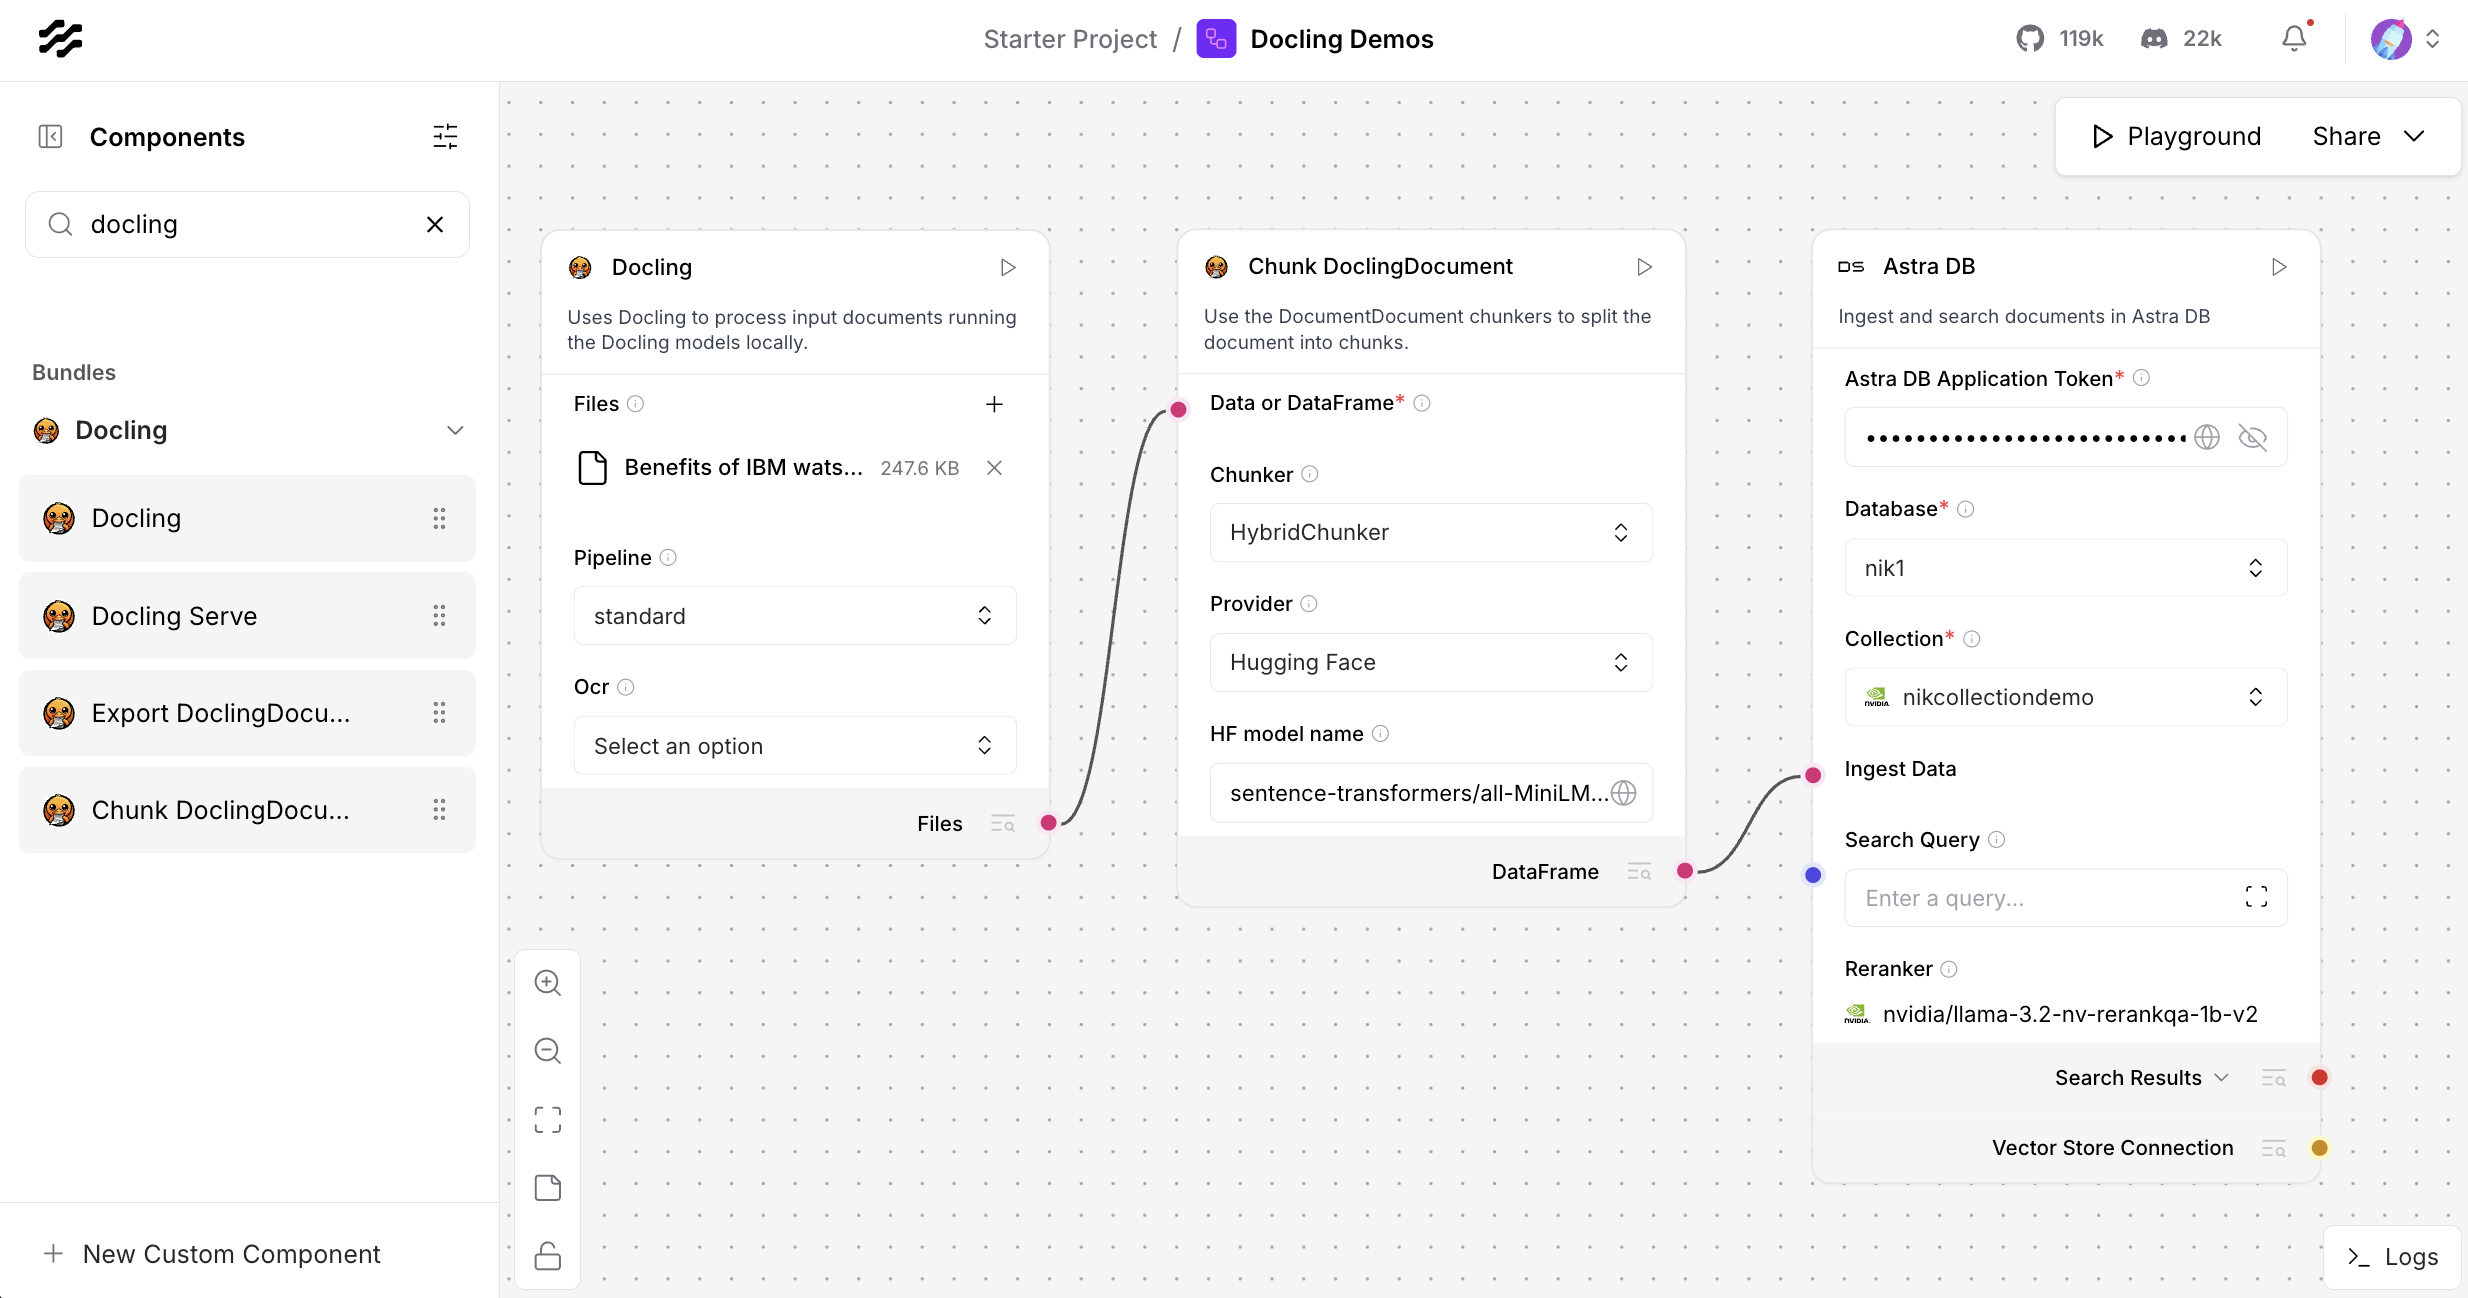 Starter Project / Docling Demos
119k
22k
Components
docling
Bundles
Docling
Docling
Docling Serve
Export DoclingDocu...
Chunk DoclingDocu...
New Custom Component
Playground
Share
Docling
Uses Docling to process input documents running
the Docling models locally.
Files
Benefits of IBM wats... 247.6 KB
Pipeline
standard
Ocr
Select an option
Files
Chunk DoclingDocument
Use the DocumentDocument chunkers to split the
document into chunks.
Data or DataFrame*
Chunker
HybridChunker
Provider
Hugging Face
HF model name
sentence-transformers/all-MiniLM...
DataFrame
DS Astra DB
Ingest and search documents in Astra DB
Astra DB Application Token*
••••••••••••••••••••••••••
Database*
nik1
Collection*
NVIDIA. nikcollectiondemo
Ingest Data
Search Query
Enter a query...
Reranker
NVIDIA. nvidia/llama-3.2-nv-rerankqa-1b-v2
Search Results
Vector Store Connection
Logs